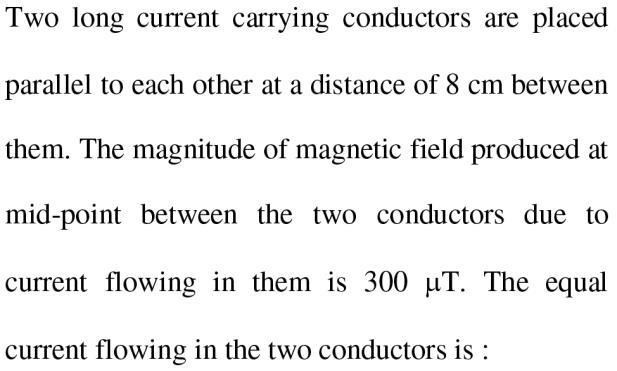 Two long current carrying conductors are placed
parallel to each other at a distance of 8 cm between
them. The magnitude of magnetic field produced at
mid-point between the two conductors due to
current flowing in them is 300 μT. The equal
current flowing in the two conductors is :